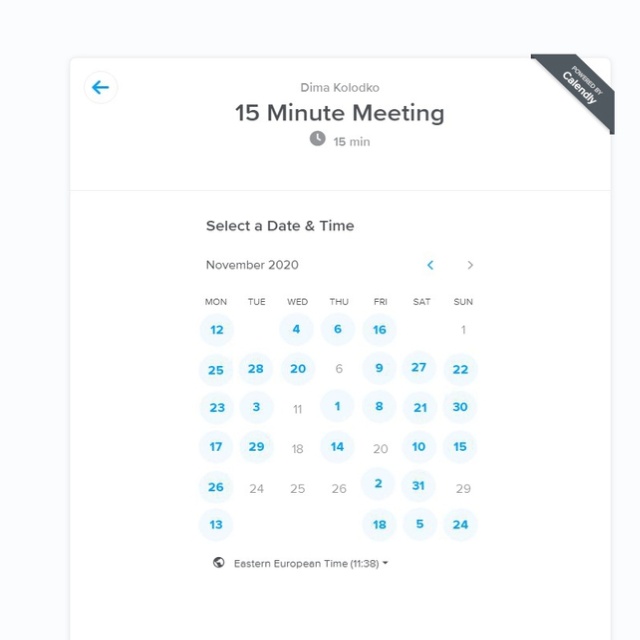 POWERED BY
Calendly
Dima Kolodko
15 Minute Meeting
15 min
Select a Date & Time
November 2020
MON TUE WED THU FRI SAT SUN
12 4 6 16 1
25 28 20 6 9 27 22
23 3 11 1 8 21 30
17 29 18 14 20 10 15
26 24 25 26 2 31 29
13 18 5 24
Eastern European Time (11:38)